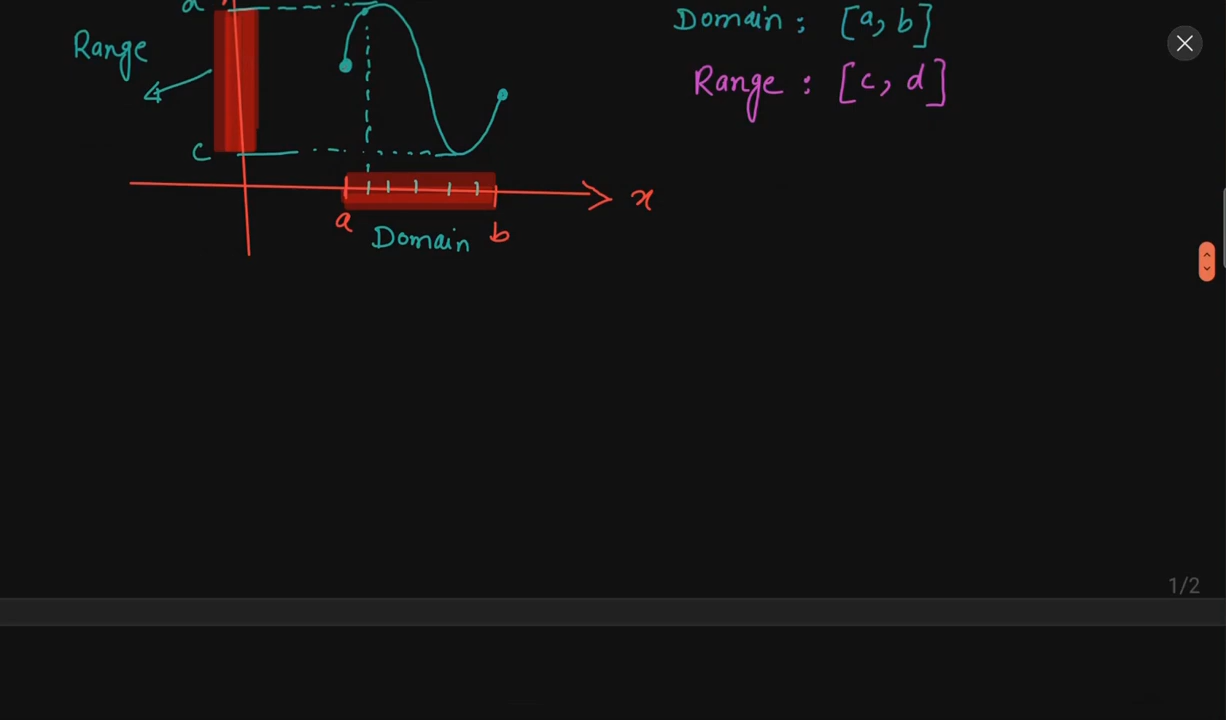 Domain : [a, b]
Range
Range : [c, d]
c
x
a
Domain
b
1/2